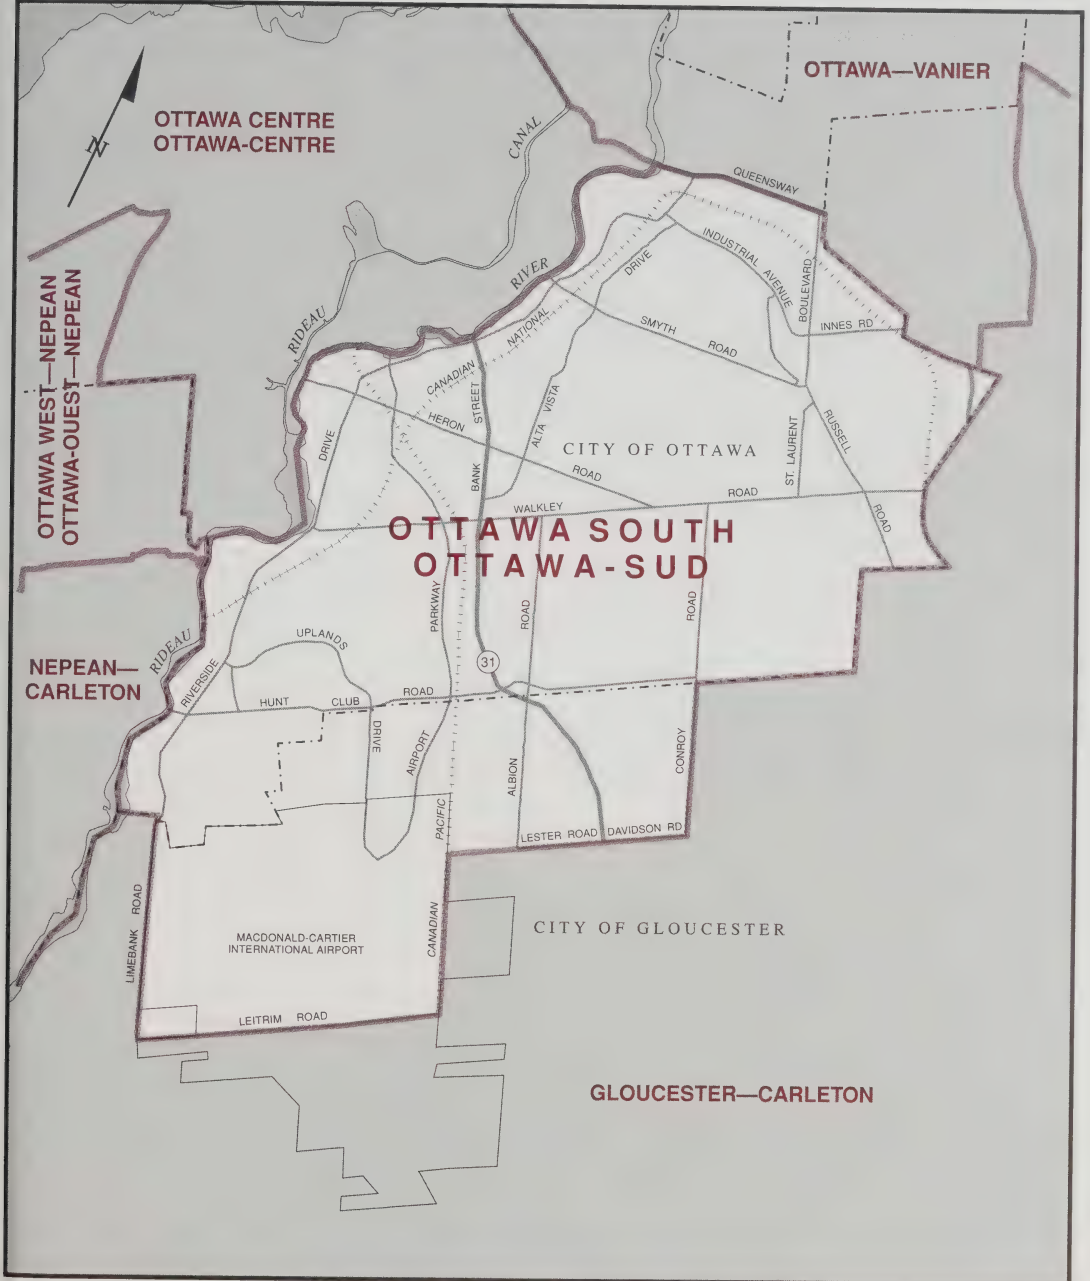 OTTAWA—VANIER
OTTAWA CENTRE
OTTAWA-CENTRE
N
CANAL
QUEENSWAY
INDUSTRIAL AVENUE
DRIVE
BOULEVARD
RIVER
RIDEAU
OTTAWA WEST—NEPEAN
OTTAWA-OUEST—NEPEAN
NATIONAL
SMYTH
ROAD
INNES RD
CANADIAN
STREET
HERON
ALTA VISTA
DRIVE
CITY OF OTTAWA
ST. LAURENT
RUSSELL
BANK
ROAD
ROAD
WALKLEY
ROAD
OTTAWA SOUTH
OTTAWA-SUD
PARKWAY
ROAD
ROAD
RIDEAU
UPLANDS
NEPEAN—
CARLETON
RIVERSIDE
31
HUNT
CLUB
ROAD
DRIVE
AIRPORT
ALBION
CONROY
PACIFIC
LESTER ROAD
DAVIDSON RD
LIMEBANK ROAD
CANADIAN
MACDONALD-CARTIER
INTERNATIONAL AIRPORT
CITY OF GLOUCESTER
LEITRIM ROAD
GLOUCESTER—CARLETON